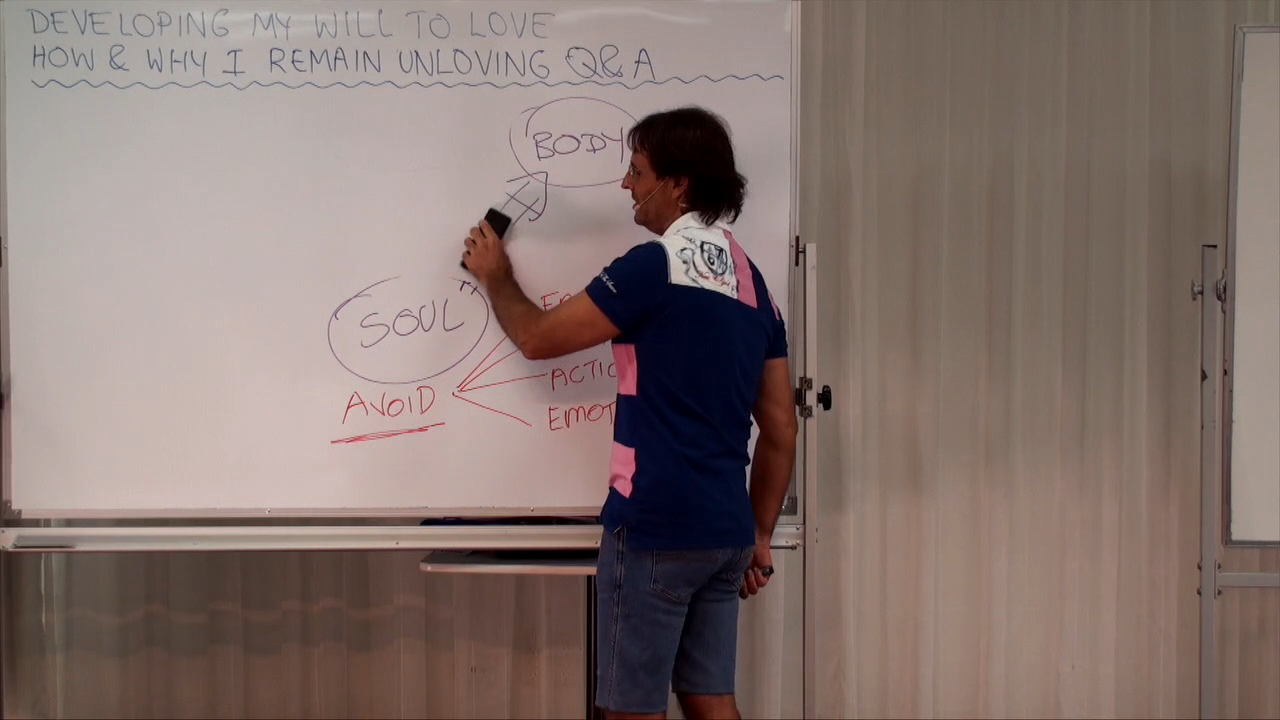 DEVELOPING MY WILL TO LOVE
HOW & WHY I REMAIN UNLOVING Q&A
BODY
SOUL
AVOID